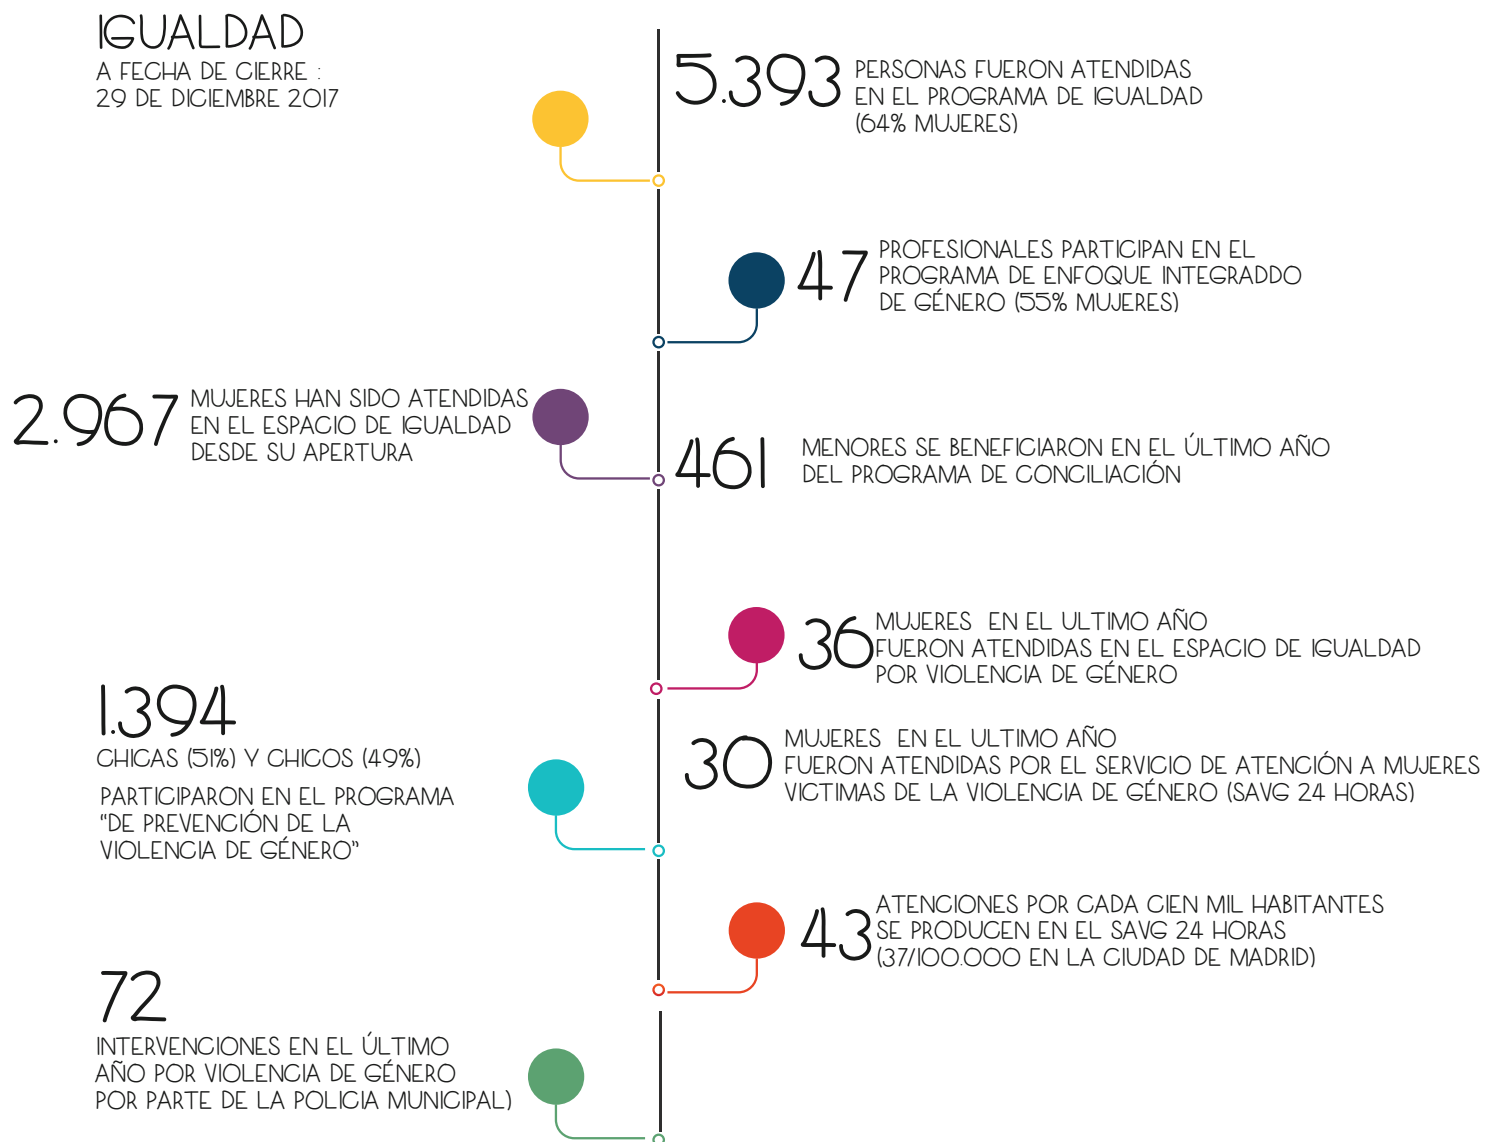 IGUALDAD
A FECHA DE CIERRE :
29 DE DICIEMBRE 2017
5.393
PERSONAS FUERON ATENDIDAS
EN EL PROGRAMA DE IGUALDAD
(64% MUJERES)
47
PROFESIONALES PARTICIPAN EN EL
PROGRAMA DE ENFOQUE INTEGRADDO
DE GÉNERO (55% MUJERES)
2.967
MUJERES HAN SIDO ATENDIDAS
EN EL ESPACIO DE IGUALDAD
DESDE SU APERTURA
461
MENORES SE BENEFICIARON EN EL ÚLTIMO AÑO
DEL PROGRAMA DE CONCILIACIÓN
36
MUJERES EN EL ULTIMO AÑO
FUERON ATENDIDAS EN EL ESPACIO DE IGUALDAD
POR VIOLENCIA DE GÉNERO
1.394
CHICAS (51%) Y CHICOS (49%)
PARTICIPARON EN EL PROGRAMA
“DE PREVENCIÓN DE LA
VIOLENCIA DE GÉNERO”
30
MUJERES EN EL ULTIMO AÑO
FUERON ATENDIDAS POR EL SERVICIO DE ATENCIÓN A MUJERES
VICTIMAS DE LA VIOLENCIA DE GÉNERO (SAVG 24 HORAS)
43
ATENCIONES POR CADA CIEN MIL HABITANTES
SE PRODUCEN EN EL SAVG 24 HORAS
(37/100.000 EN LA CIUDAD DE MADRID)
72
INTERVENCIONES EN EL ÚLTIMO
AÑO POR VIOLENCIA DE GÉNERO
POR PARTE DE LA POLICIA MUNICIPAL)